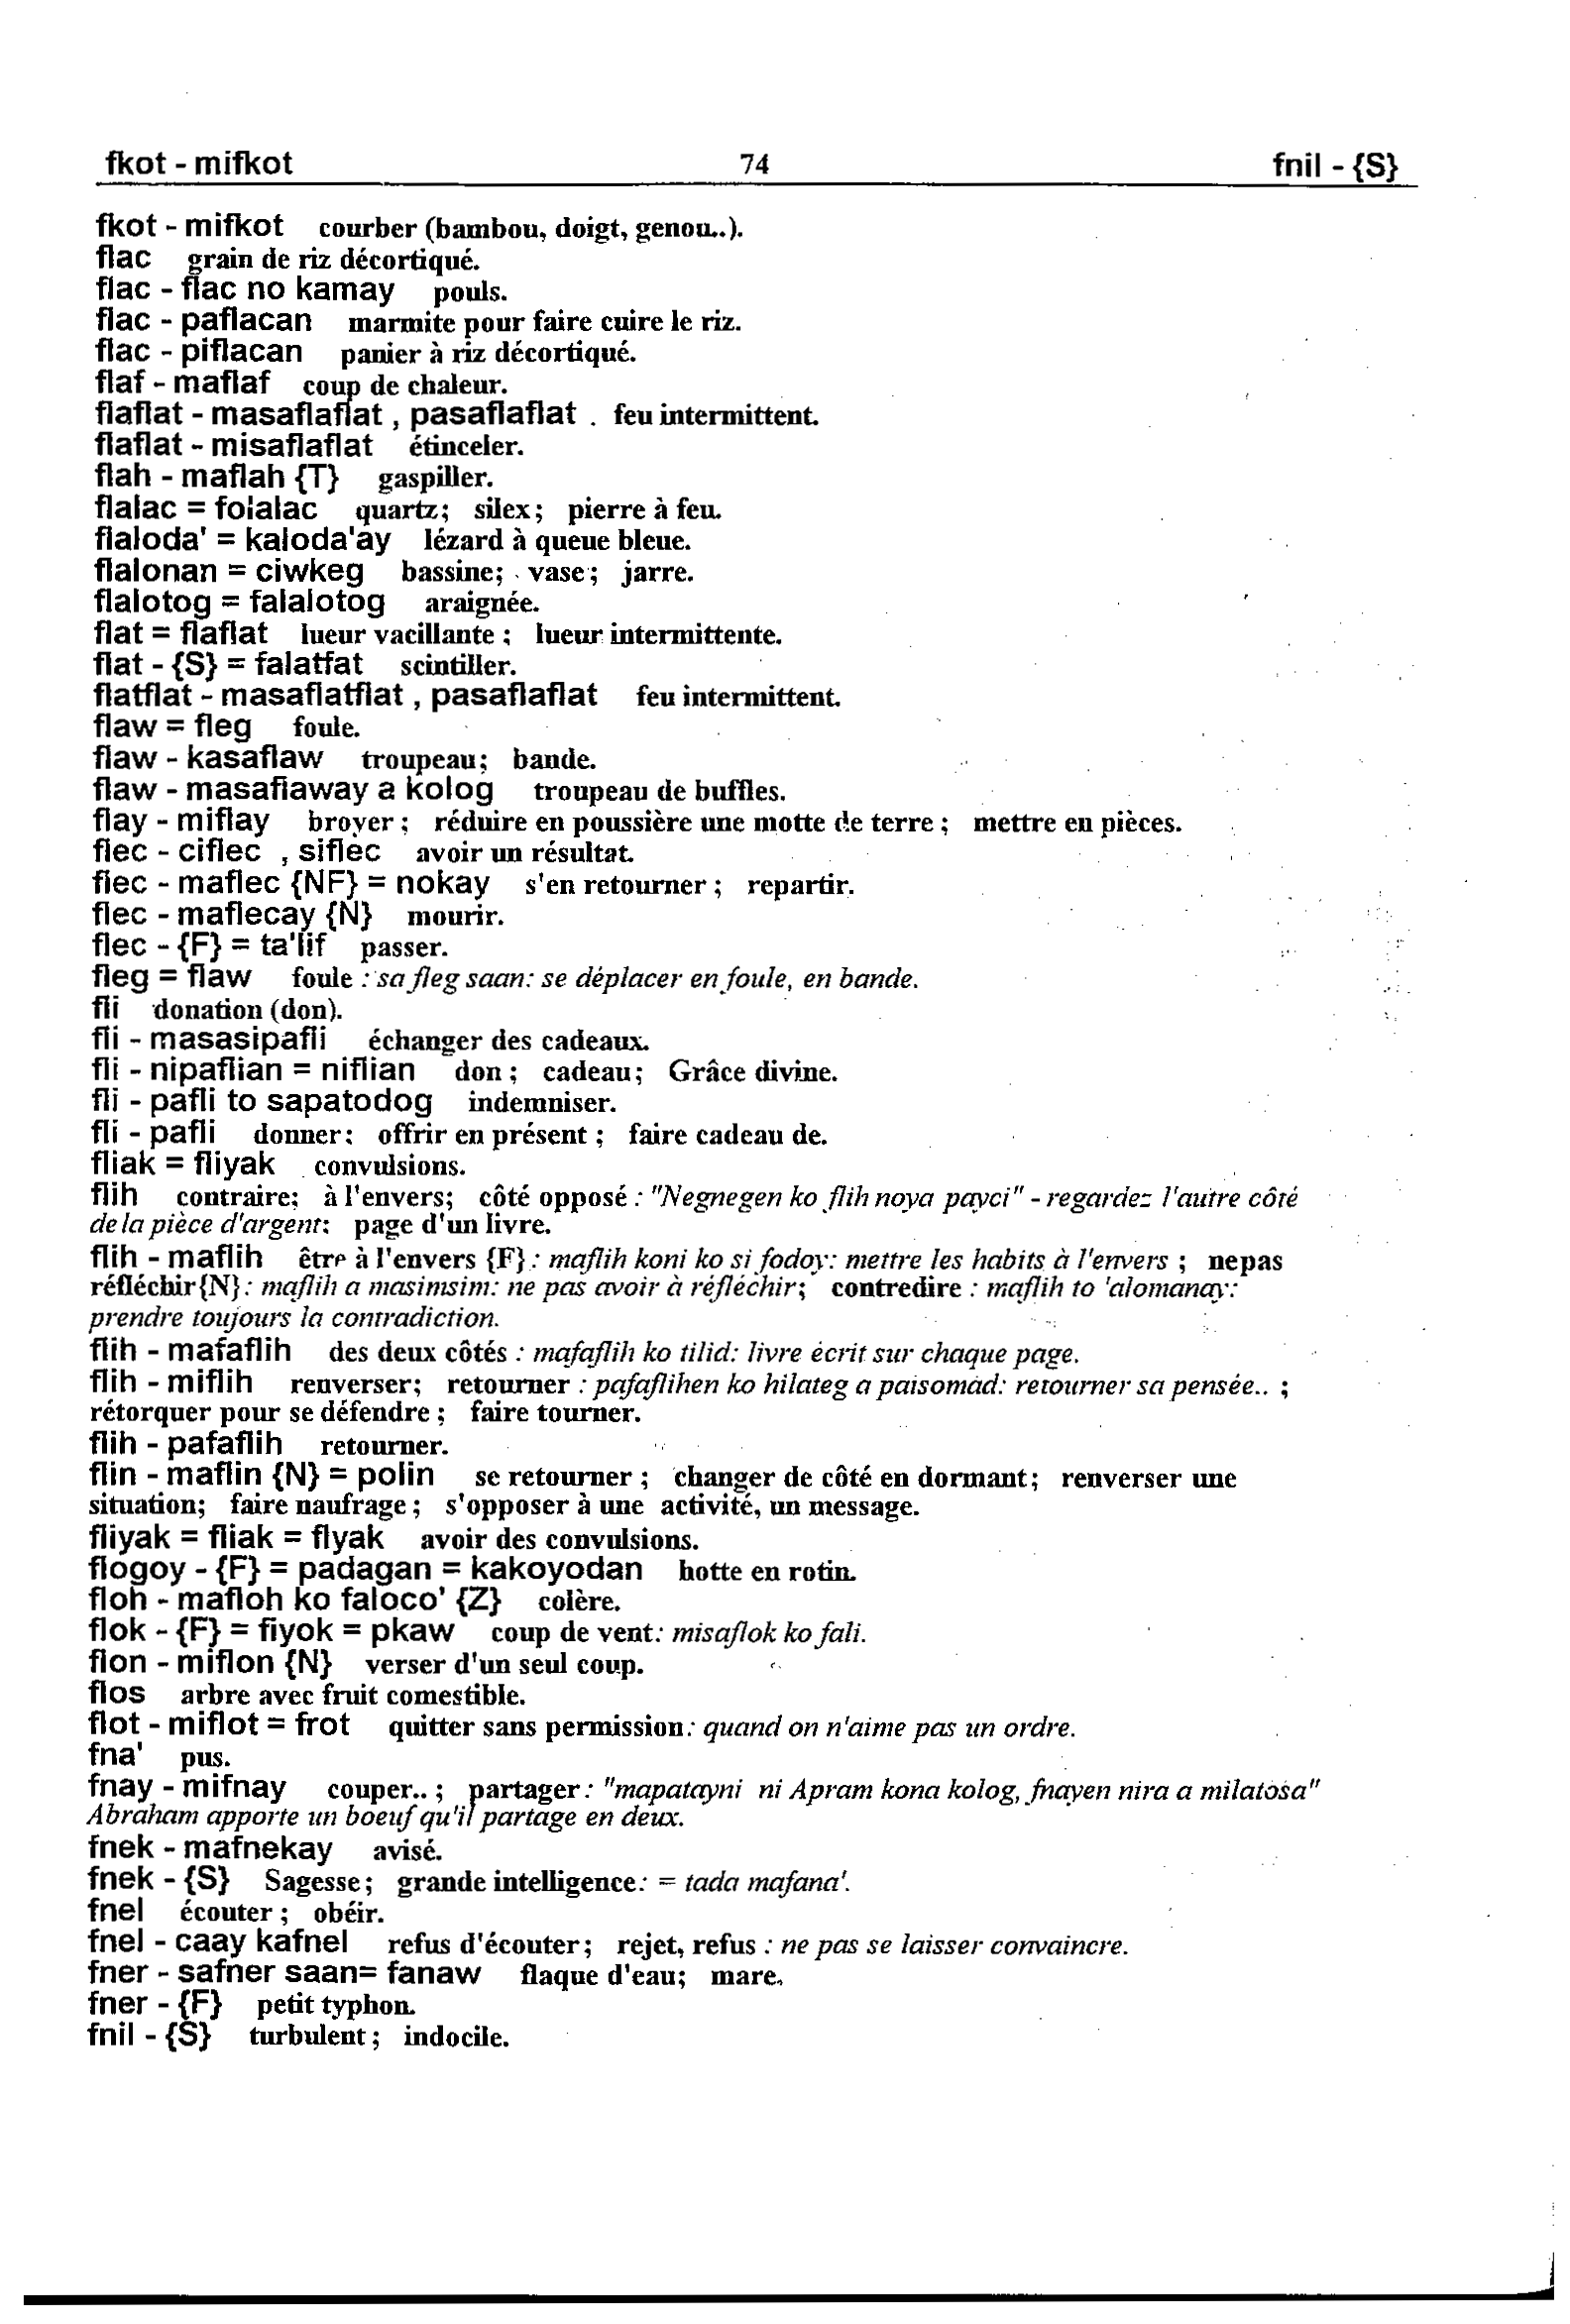 fkot - mifkot 74 fnil - {S}
fkot - mifkot courber (bambou, doigt, genou..).
flac grain de riz décortiqué.
flac - flac no kamay pouls.
flac - paflacan marmite pour faire cuire le riz.
flac - piflacan panier à riz décortiqué.
flaf - maflaf coup de chaleur.
flaflat - masaflaflat , pasaflaflat . feu intermittent.
flaflat - misaflaflat étinceler.
flah - maflah {T} gaspiller.
flalac = folalac quartz; silex; pierre à feu.
flaloda' = kaloda'ay lézard à queue bleue.
flalonan = ciwkeg bassine; vase; jarre.
flalotog = falalotog araignée.
flat = flaflat lueur vacillante ; lueur intermittente.
flat - {S} = falatfat scintiller.
flatflat - masaflatflat , pasaflaflat feu intermittent.
flaw = fleg foule.
flaw - kasaflaw troupeau; bande.
flaw - masaflaway a kolog troupeau de buffles.
flay - miflay broyer ; réduire en poussière une motte de terre ; mettre en pièces.
flec - ciflec , siflec avoir un résultat.
flec - maflec {NF} = nokay s'en retourner ; repartir.
flec - maflecay {N} mourir.
flec - {F} = ta'lif passer.
fleg = flaw foule : sa fleg saan: se déplacer en foule, en bande.
fli donation (don).
fli - masasipafli échanger des cadeaux.
fli - nipaflian = niflian don ; cadeau; Grâce divine.
fli - pafli to sapatodog indemniser.
fli - pafli donner; offrir en présent ; faire cadeau de.
fliak = fliyak convulsions.
flih contraire; à l'envers; côté opposé : "Negnegen ko flih noya payci" - regardez l'autre côté
de la pièce d'argent; page d'un livre.
flih - maflih être à l'envers {F} : maflih koni ko si fodoy: mettre les habits à l'envers ; nepas
réfléchir{N} : maflih a masimsim: ne pas avoir à réfléchir; contredire : maflih to 'alomanay:
prendre toujours la contradiction.
flih - mafaflih des deux côtés : mafaflih ko tilid: livre écrit sur chaque page.
flih - miflih renverser; retourner : pafaflihen ko hilateg a paisomad: retourner sa pensée.. ;
rétorquer pour se défendre ; faire tourner.
flih - pafaflih retourner.
flin - maflin {N} = polin se retourner ; changer de côté en dormant; renverser une
situation; faire naufrage ; s'opposer à une activité, un message.
fliyak = fliak = flyak avoir des convulsions.
flogoy - {F} = padagan = kakoyodan hotte en rotin.
floh - mafloh ko faloco' {Z} colère.
flok - {F} = fiyok = pkaw coup de vent: misaflok ko fali.
flon - miflon {N} verser d'un seul coup.
flos arbre avec fruit comestible.
flot - miflot = frot quitter sans permission: quand on n'aime pas un ordre.
fna' pus.
fnay - mifnay couper.. ; partager : "mapatayni ni Apram kona kolog, fnayen nira a milatosa"
Abraham apporte un boeuf qu'il partage en deux.
fnek - mafnekay avisé.
fnek - {S} Sagesse; grande intelligence: = tada mafana'.
fnel écouter ; obéir.
fnel - caay kafnel refus d'écouter; rejet, refus : ne pas se laisser convaincre.
fner - safner saan= fanaw flaque d'eau; mare.
fner - {F} petit typhon.
fnil - {S} turbulent ; indocile.